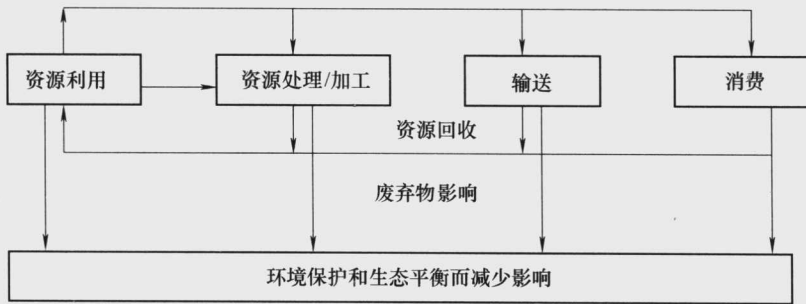 资源利用
资源处理/加工
输送
消费
资源回收
废弃物影响
环境保护和生态平衡而减少影响